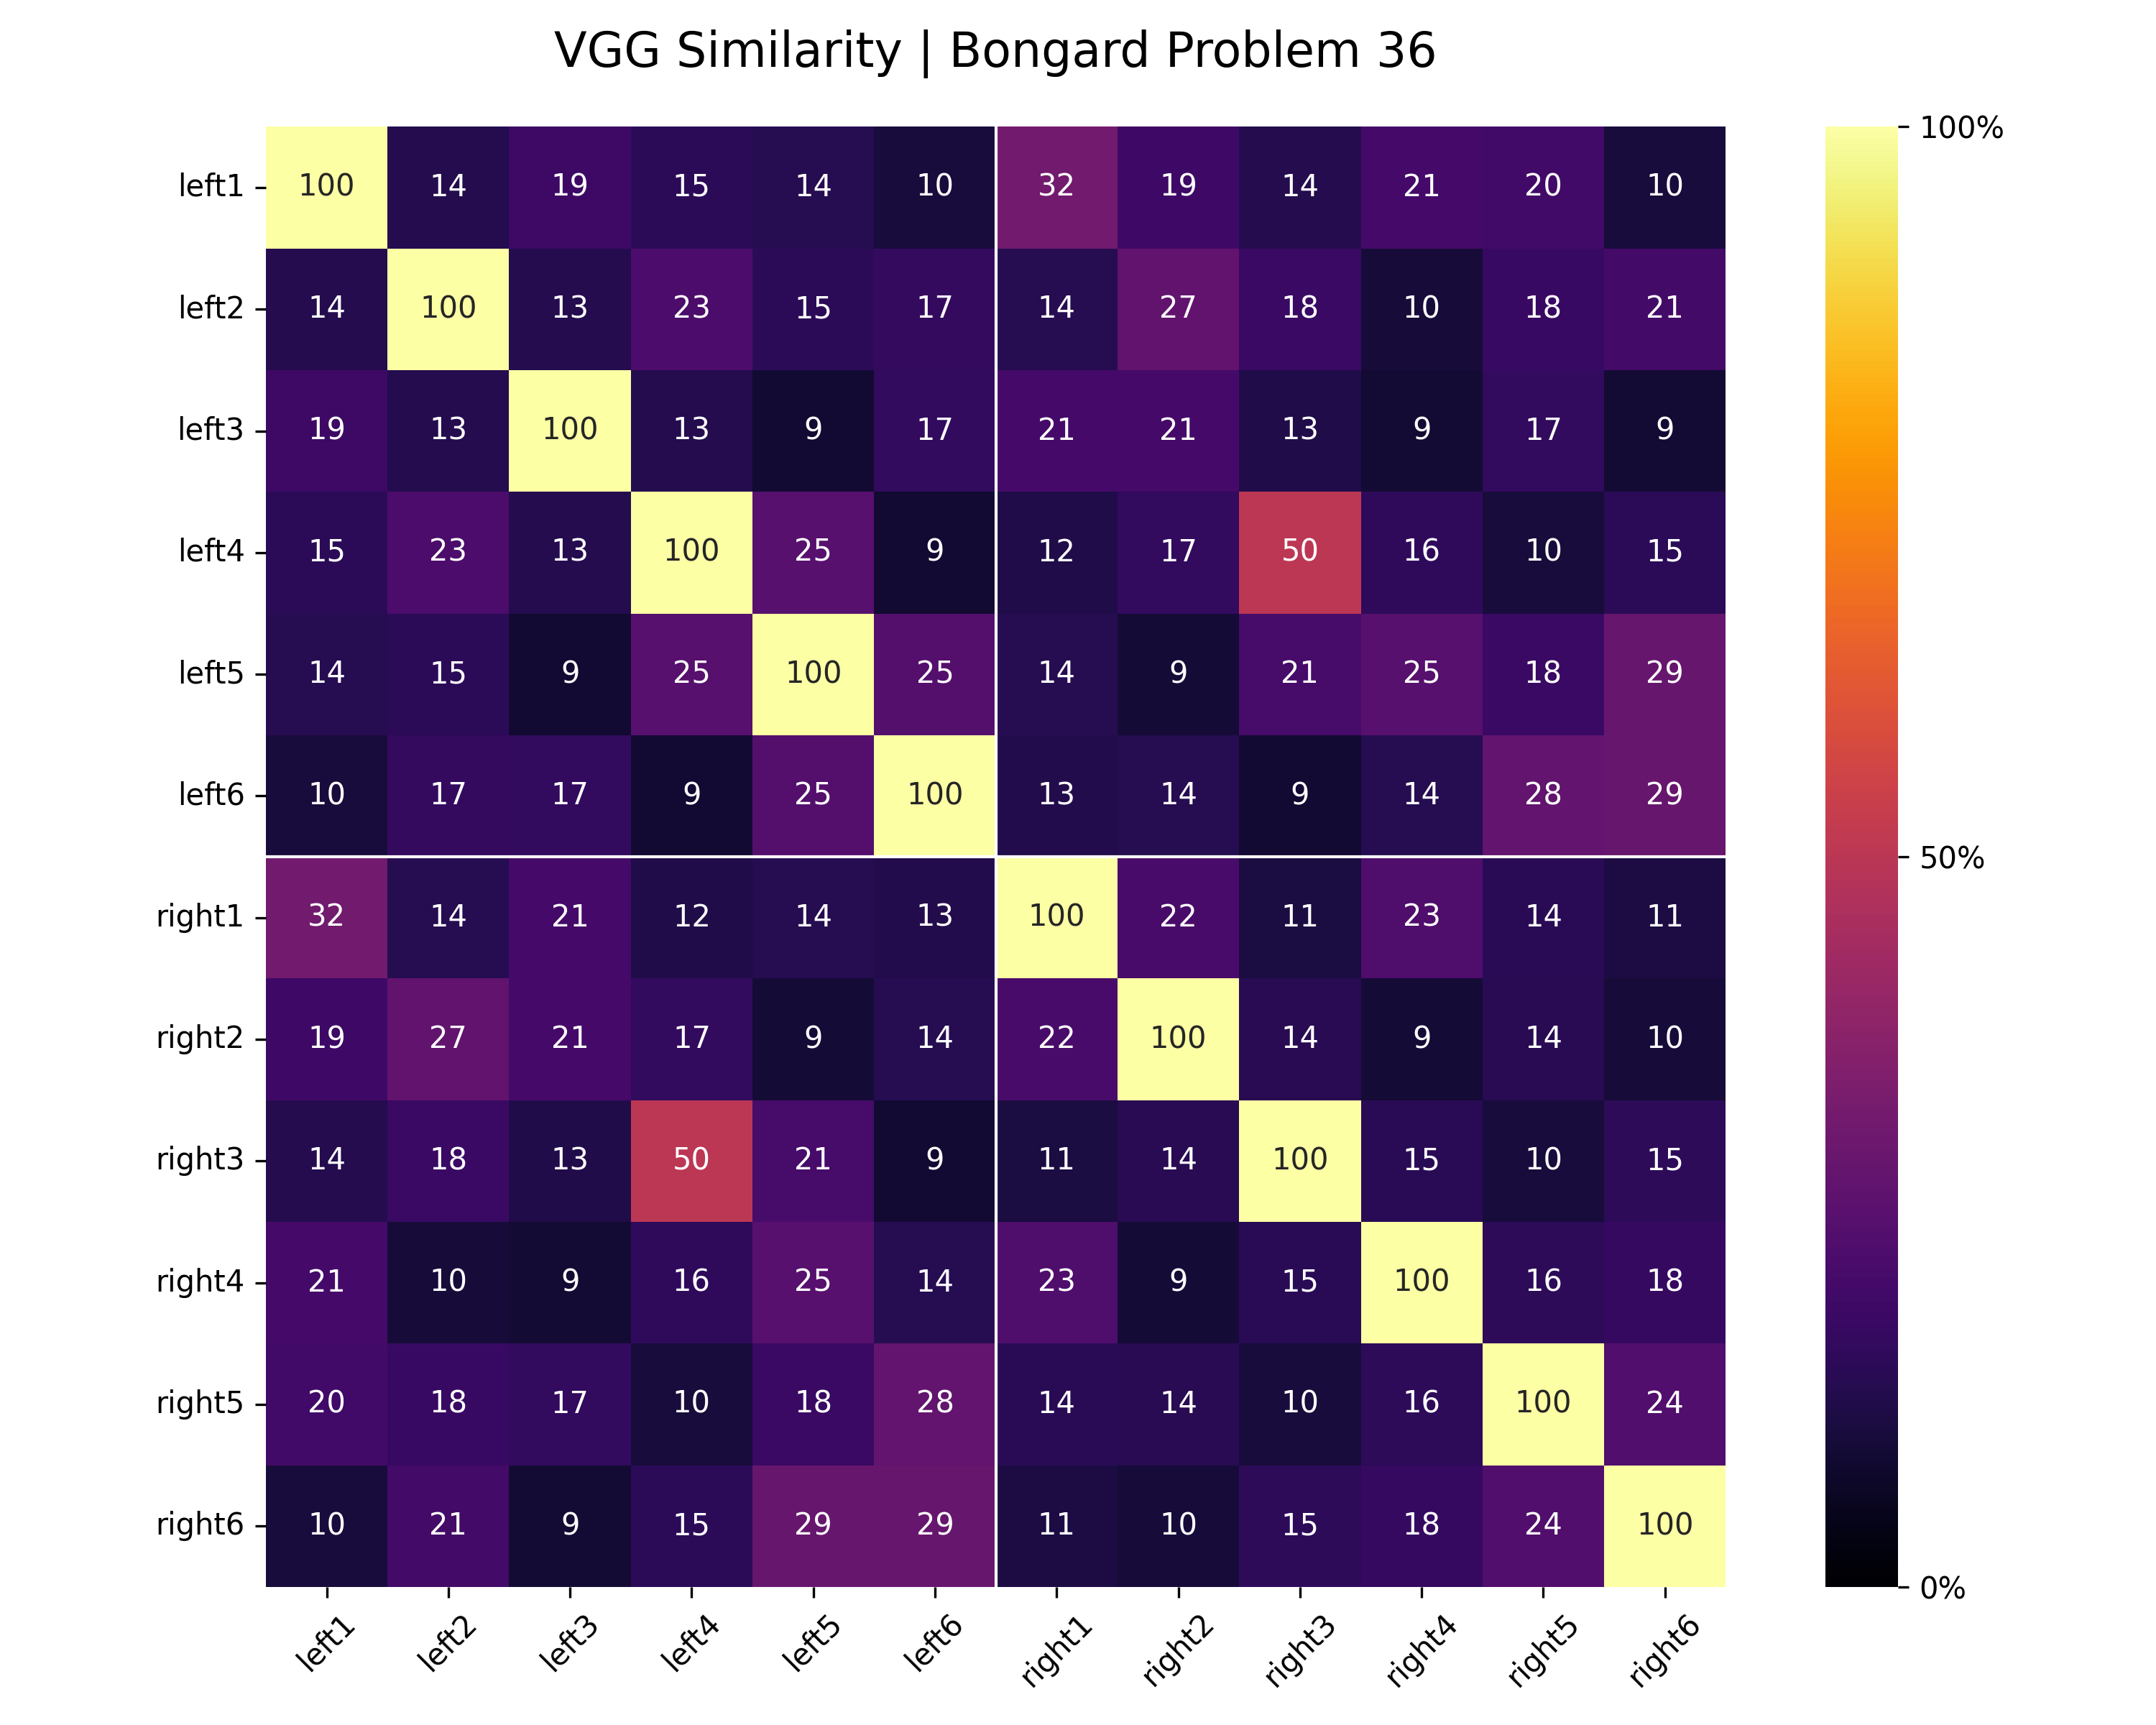 VGG Similarity | Bongard Problem 36
left1 100 14 19 15 14 10 32 19 14 21 20 10
left2 14 100 13 23 15 17 14 27 18 10 18 21
left3 19 13 100 13 9 17 21 21 13 9 17 9
left4 15 23 13 100 25 9 12 17 50 16 10 15
left5 14 15 9 25 100 25 14 9 21 25 18 29
left6 10 17 17 9 25 100 13 14 9 14 28 29
right1 32 14 21 12 14 13 100 22 11 23 14 11
right2 19 27 21 17 9 14 22 100 14 9 14 10
right3 14 18 13 50 21 9 11 14 100 15 10 15
right4 21 10 9 16 25 14 23 9 15 100 16 18
right5 20 18 17 10 18 28 14 14 10 16 100 24
right6 10 21 9 15 29 29 11 10 15 18 24 100
left1 left2 left3 left4 left5 left6 right1 right2 right3 right4 right5 right6
100%
50%
0%